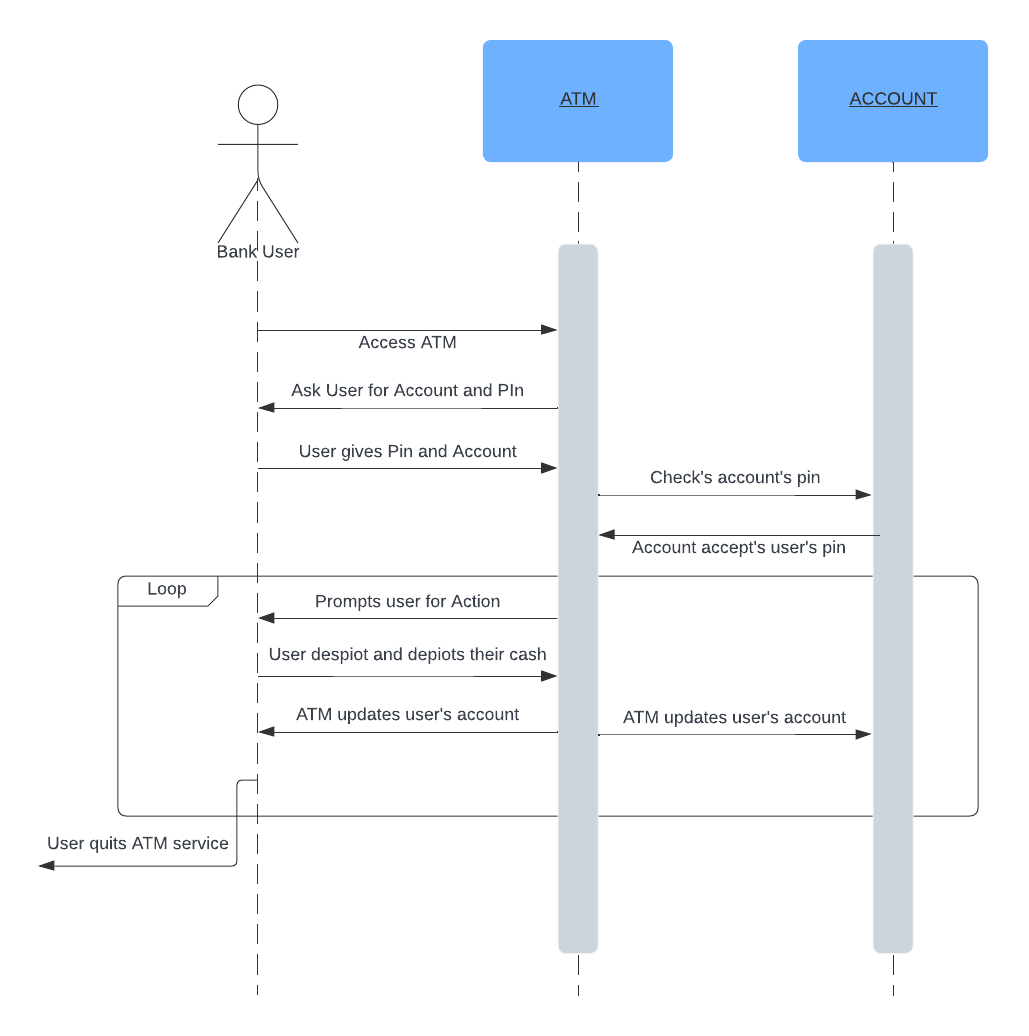 ATM
ACCOUNT
Bank User
Access ATM
Ask User for Account and PIn
User gives Pin and Account
Check's account's pin
Account accept's user's pin
Loop
Prompts user for Action
User despiot and depiots their cash
ATM updates user's account
ATM updates user's account
User quits ATM service